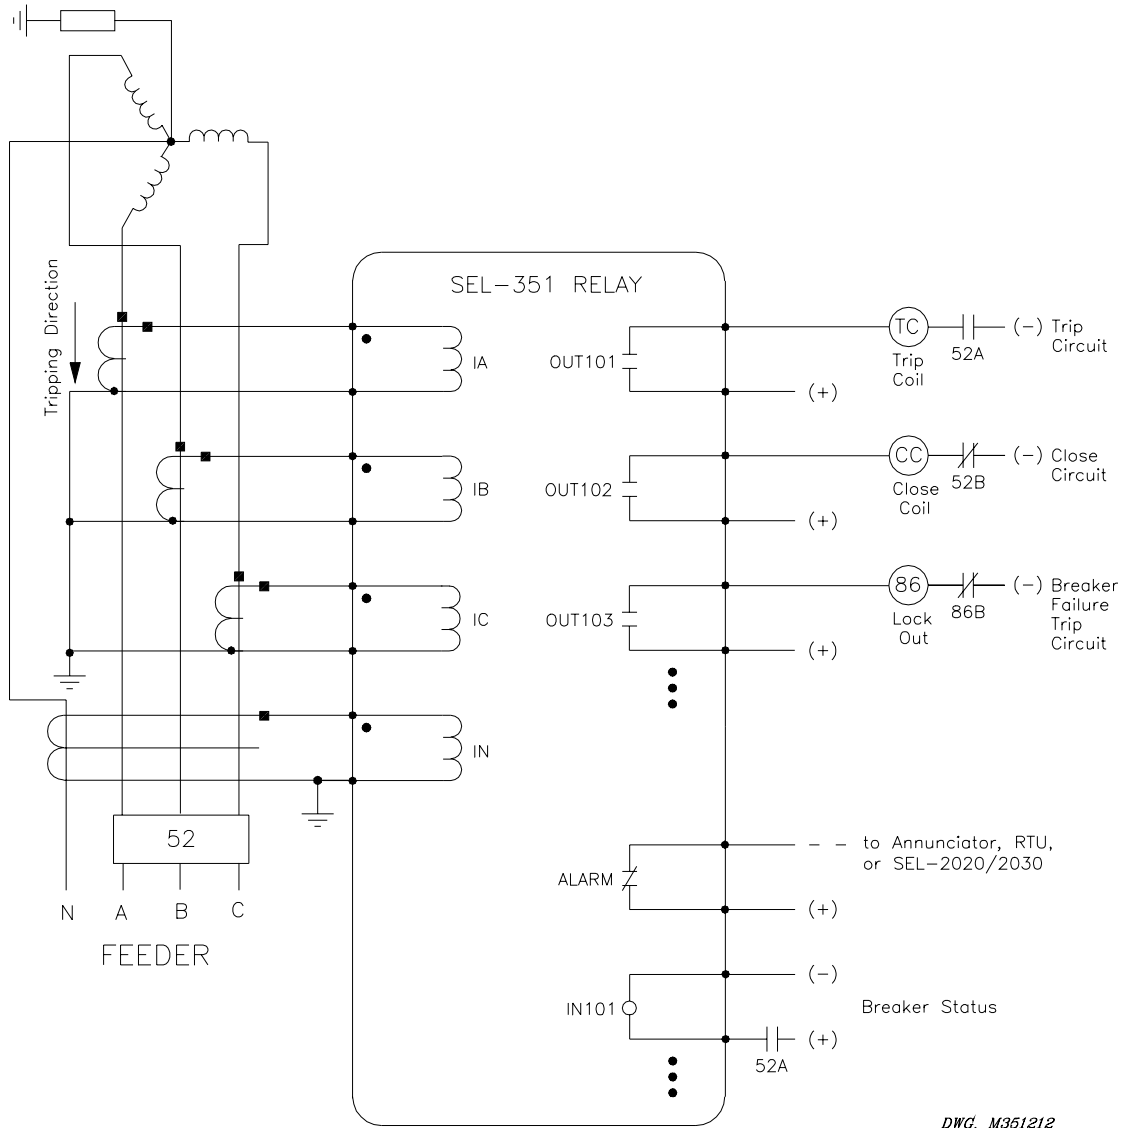 SEL-351 RELAY
Tripping Direction
IA
OUT101
TC
Trip
Coil
52A
(-) Trip
Circuit
(+)
IB
OUT102
CC
Close
Coil
52B
(-) Close
Circuit
(+)
IC
OUT103
86
Lock
Out
86B
(-) Breaker
Failure
Trip
Circuit
(+)
IN
52
N A B C
FEEDER
ALARM
to Annunciator, RTU,
or SEL-2020/2030
(+)
(-)
IN101
Breaker Status
(+)
52A
DWG. M351212